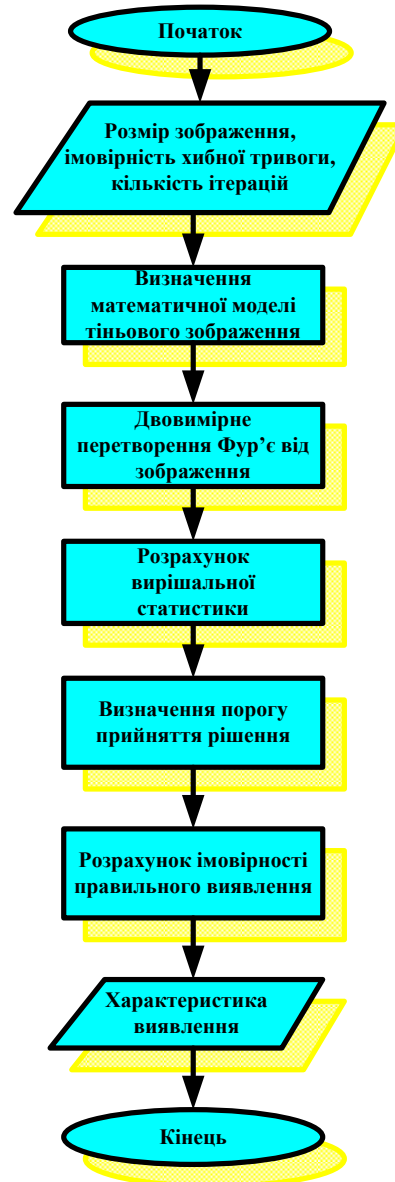 Початок
Розмір зображення,
імовірність хибної тривоги,
кількість ітерацій
Визначення
математичної моделі
тіньового зображення
Двовимірне
перетворення Фур’є від
зображення
Розрахунок
вирішальної
статистики
Визначення порогу
прийняття рішення
Розрахунок імовірності
правильного виявлення
Характеристика
виявлення
Кінець